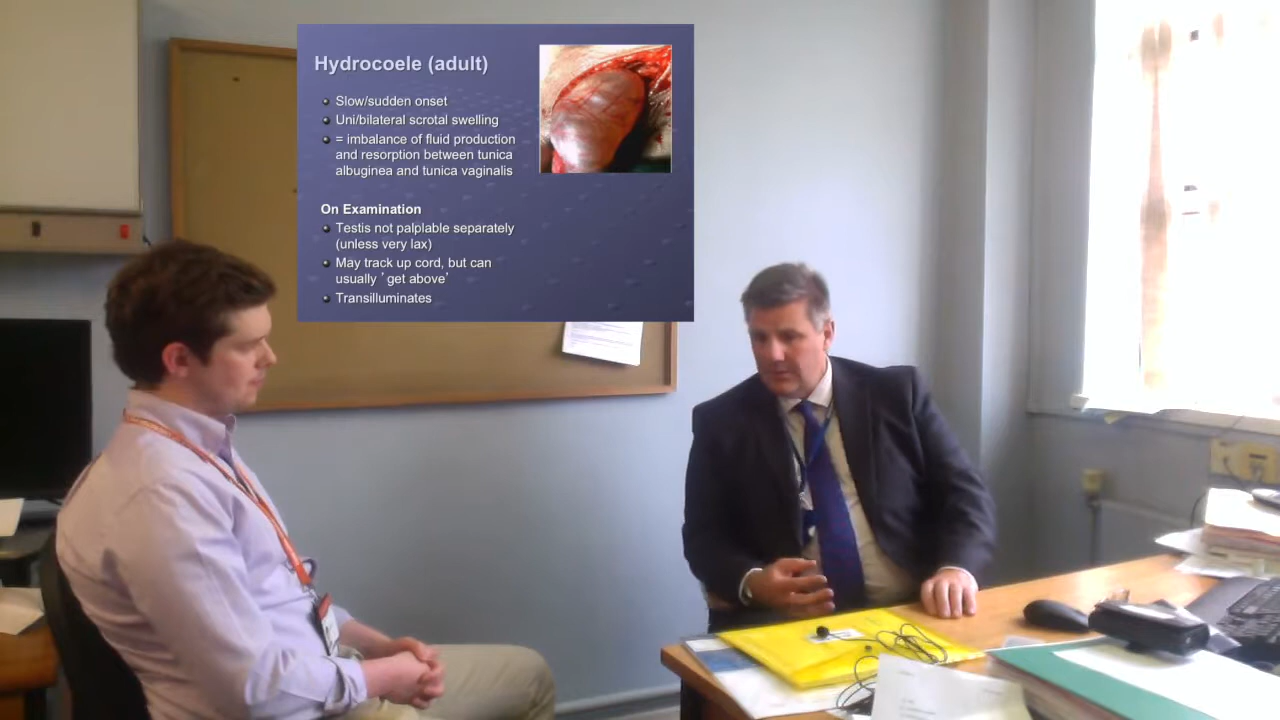 Hydrocoele (adult)
Slow/sudden onset
Uni/bilateral scrotal swelling
= imbalance of fluid production
and resorption between tunica
albuginea and tunica vaginalis
On Examination
Testis not palplable separately
(unless very lax)
May track up cord, but can
usually ’get above’
Transilluminates